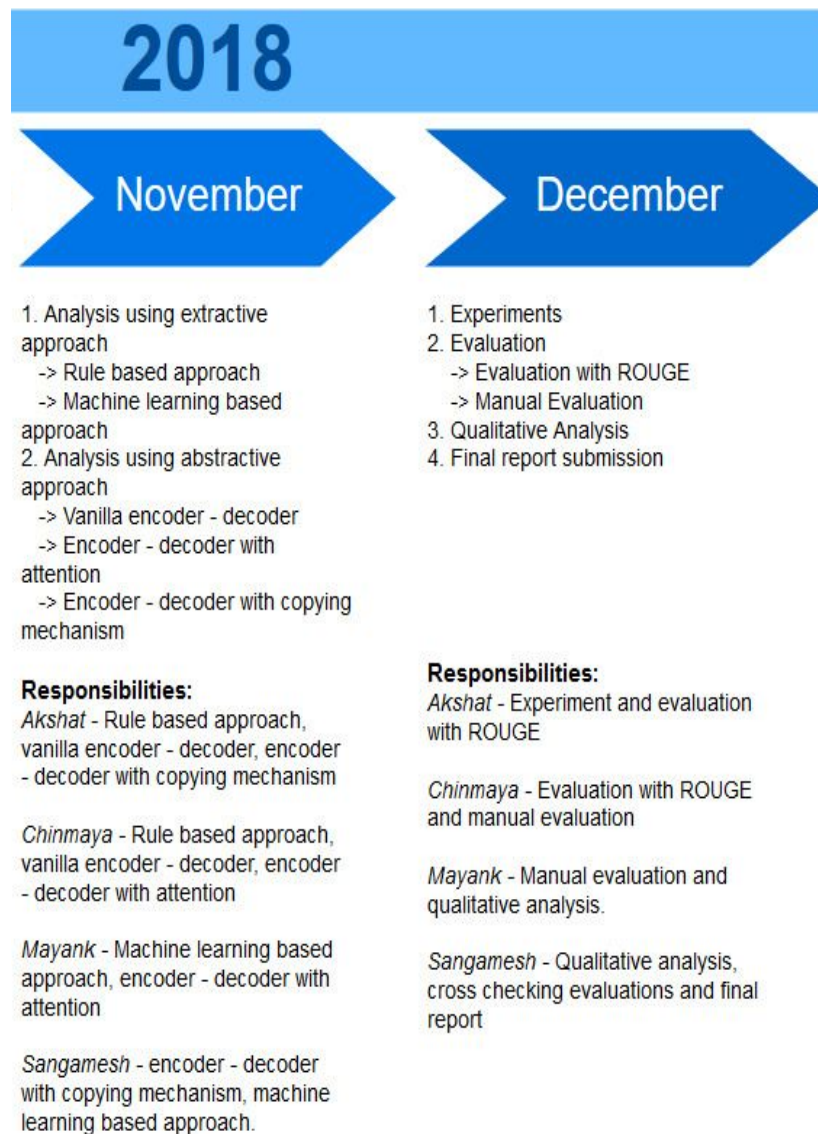 2018
November
1. Analysis using extractive
approach
-> Rule based approach
-> Machine learning based
approach
2. Analysis using abstractive
approach
-> Vanilla encoder - decoder
-> Encoder - decoder with
attention
-> Encoder - decoder with copying
mechanism
Responsibilities:
Akshat - Rule based approach,
vanilla encoder - decoder, encoder
- decoder with copying mechanism
Chinmaya - Rule based approach,
vanilla encoder - decoder, encoder
- decoder with attention
Mayank - Machine learning based
approach, encoder - decoder with
attention
Sangamesh - encoder - decoder
with copying mechanism, machine
learning based approach.
December
1. Experiments
2. Evaluation
-> Evaluation with ROUGE
-> Manual Evaluation
3. Qualitative Analysis
4. Final report submission
Responsibilities:
Akshat - Experiment and evaluation
with ROUGE
Chinmaya - Evaluation with ROUGE
and manual evaluation
Mayank - Manual evaluation and
qualitative analysis.
Sangamesh - Qualitative analysis,
cross checking evaluations and final
report